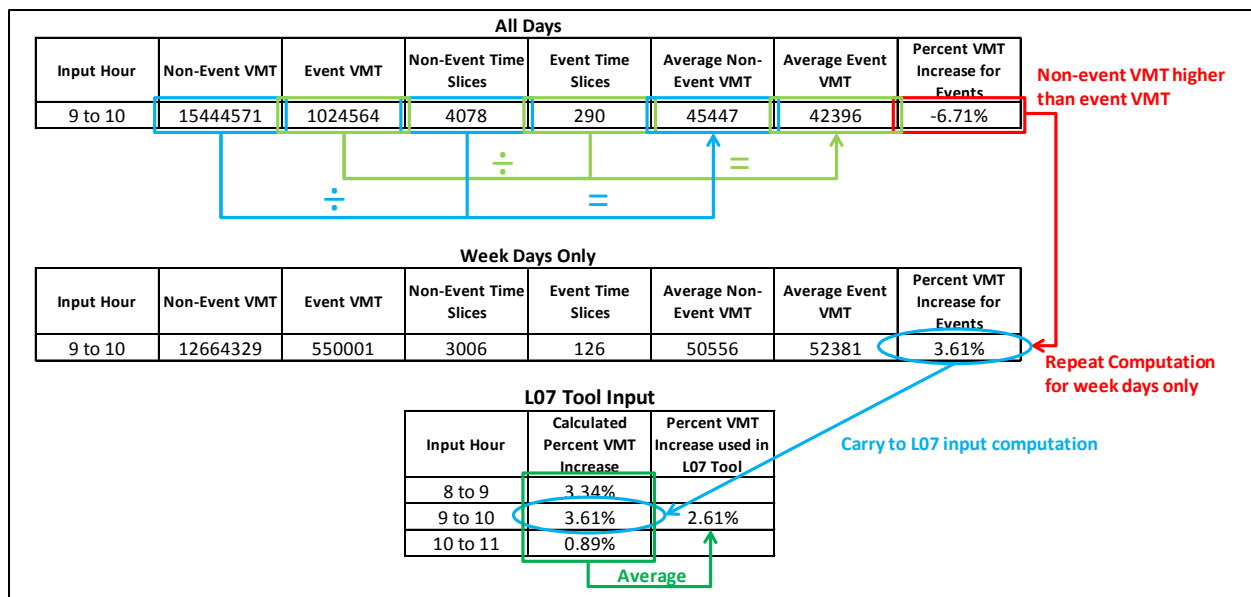 All Days
Input Hour Non-Event VMT Event VMT Non-Event Time Slices Event Time Slices Average Non-Event VMT Average Event VMT Percent VMT Increase for Events
9 to 10 15444571 1024564 4078 290 45447 42396 -6.71%
Non-event VMT higher
than event VMT
÷ =
÷ =
Week Days Only
Input Hour Non-Event VMT Event VMT Non-Event Time Slices Event Time Slices Average Non-Event VMT Average Event VMT Percent VMT Increase for Events
9 to 10 12664329 550001 3006 126 50556 52381 3.61%
Repeat Computation
for week days only
L07 Tool Input
Input Hour Calculated Percent VMT Increase Percent VMT Increase used in L07 Tool
Carry to L07 input computation
8 to 9 3.34%
9 to 10 3.61% 2.61%
10 to 11 0.89%
Average